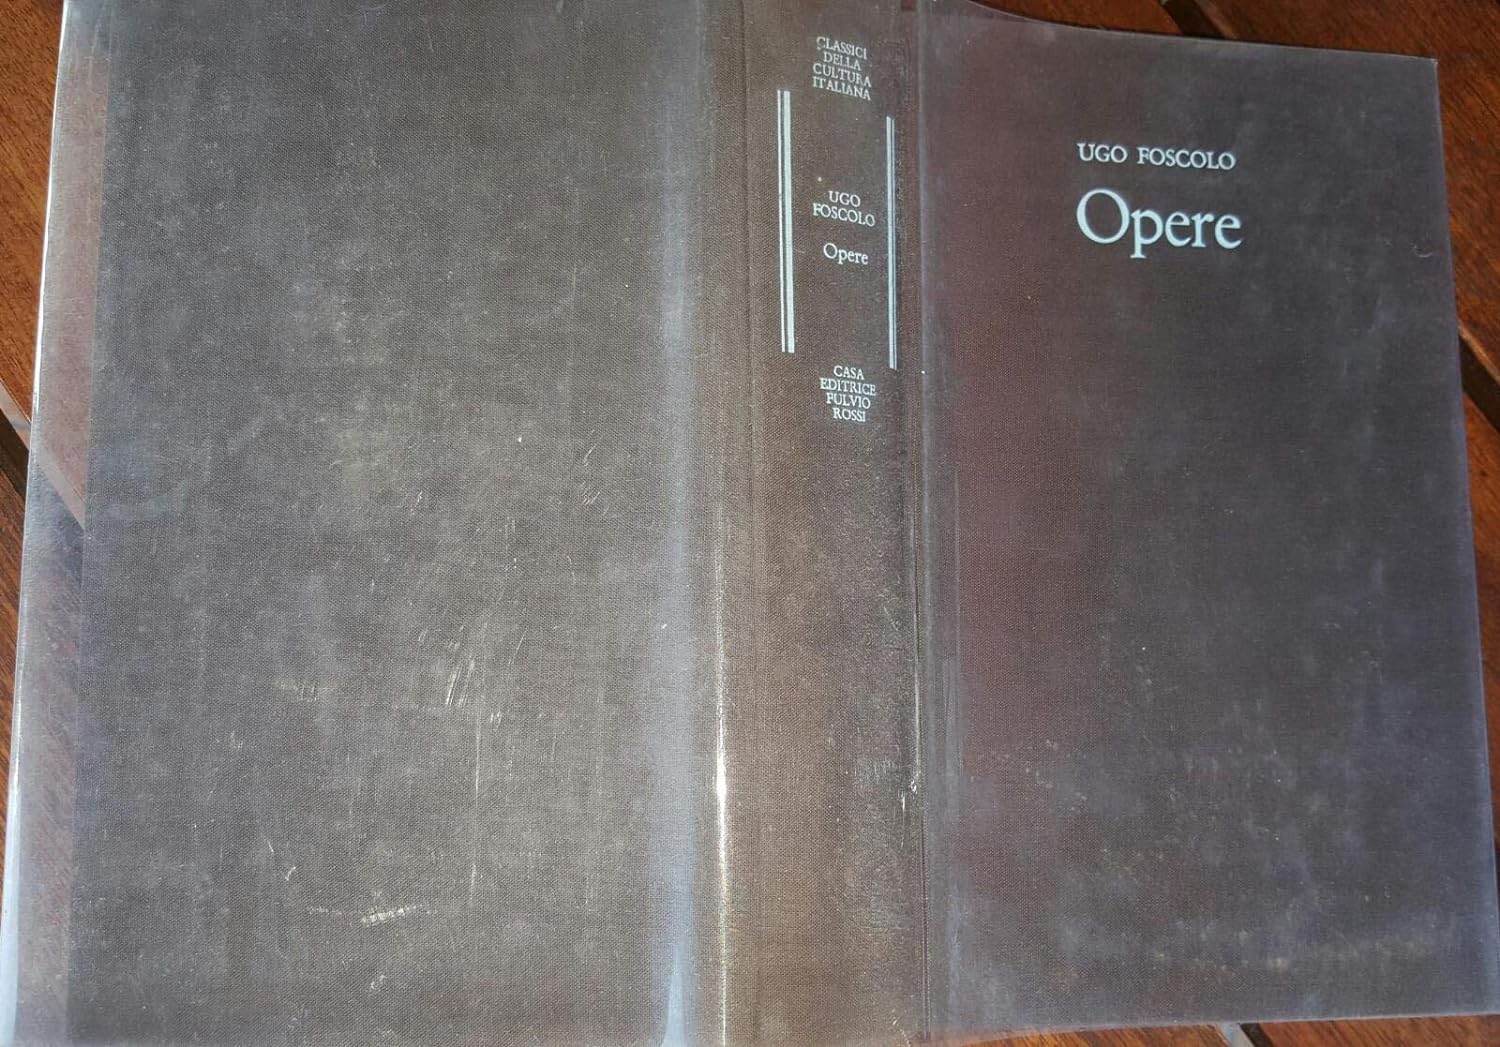 CLASSICI
DELLA
CULTURA
ITALIANA
UGO
FOSCOLO
Opere
CASA
EDITRICE
FULVIO
ROSSI
UGO FOSCOLO
Opere